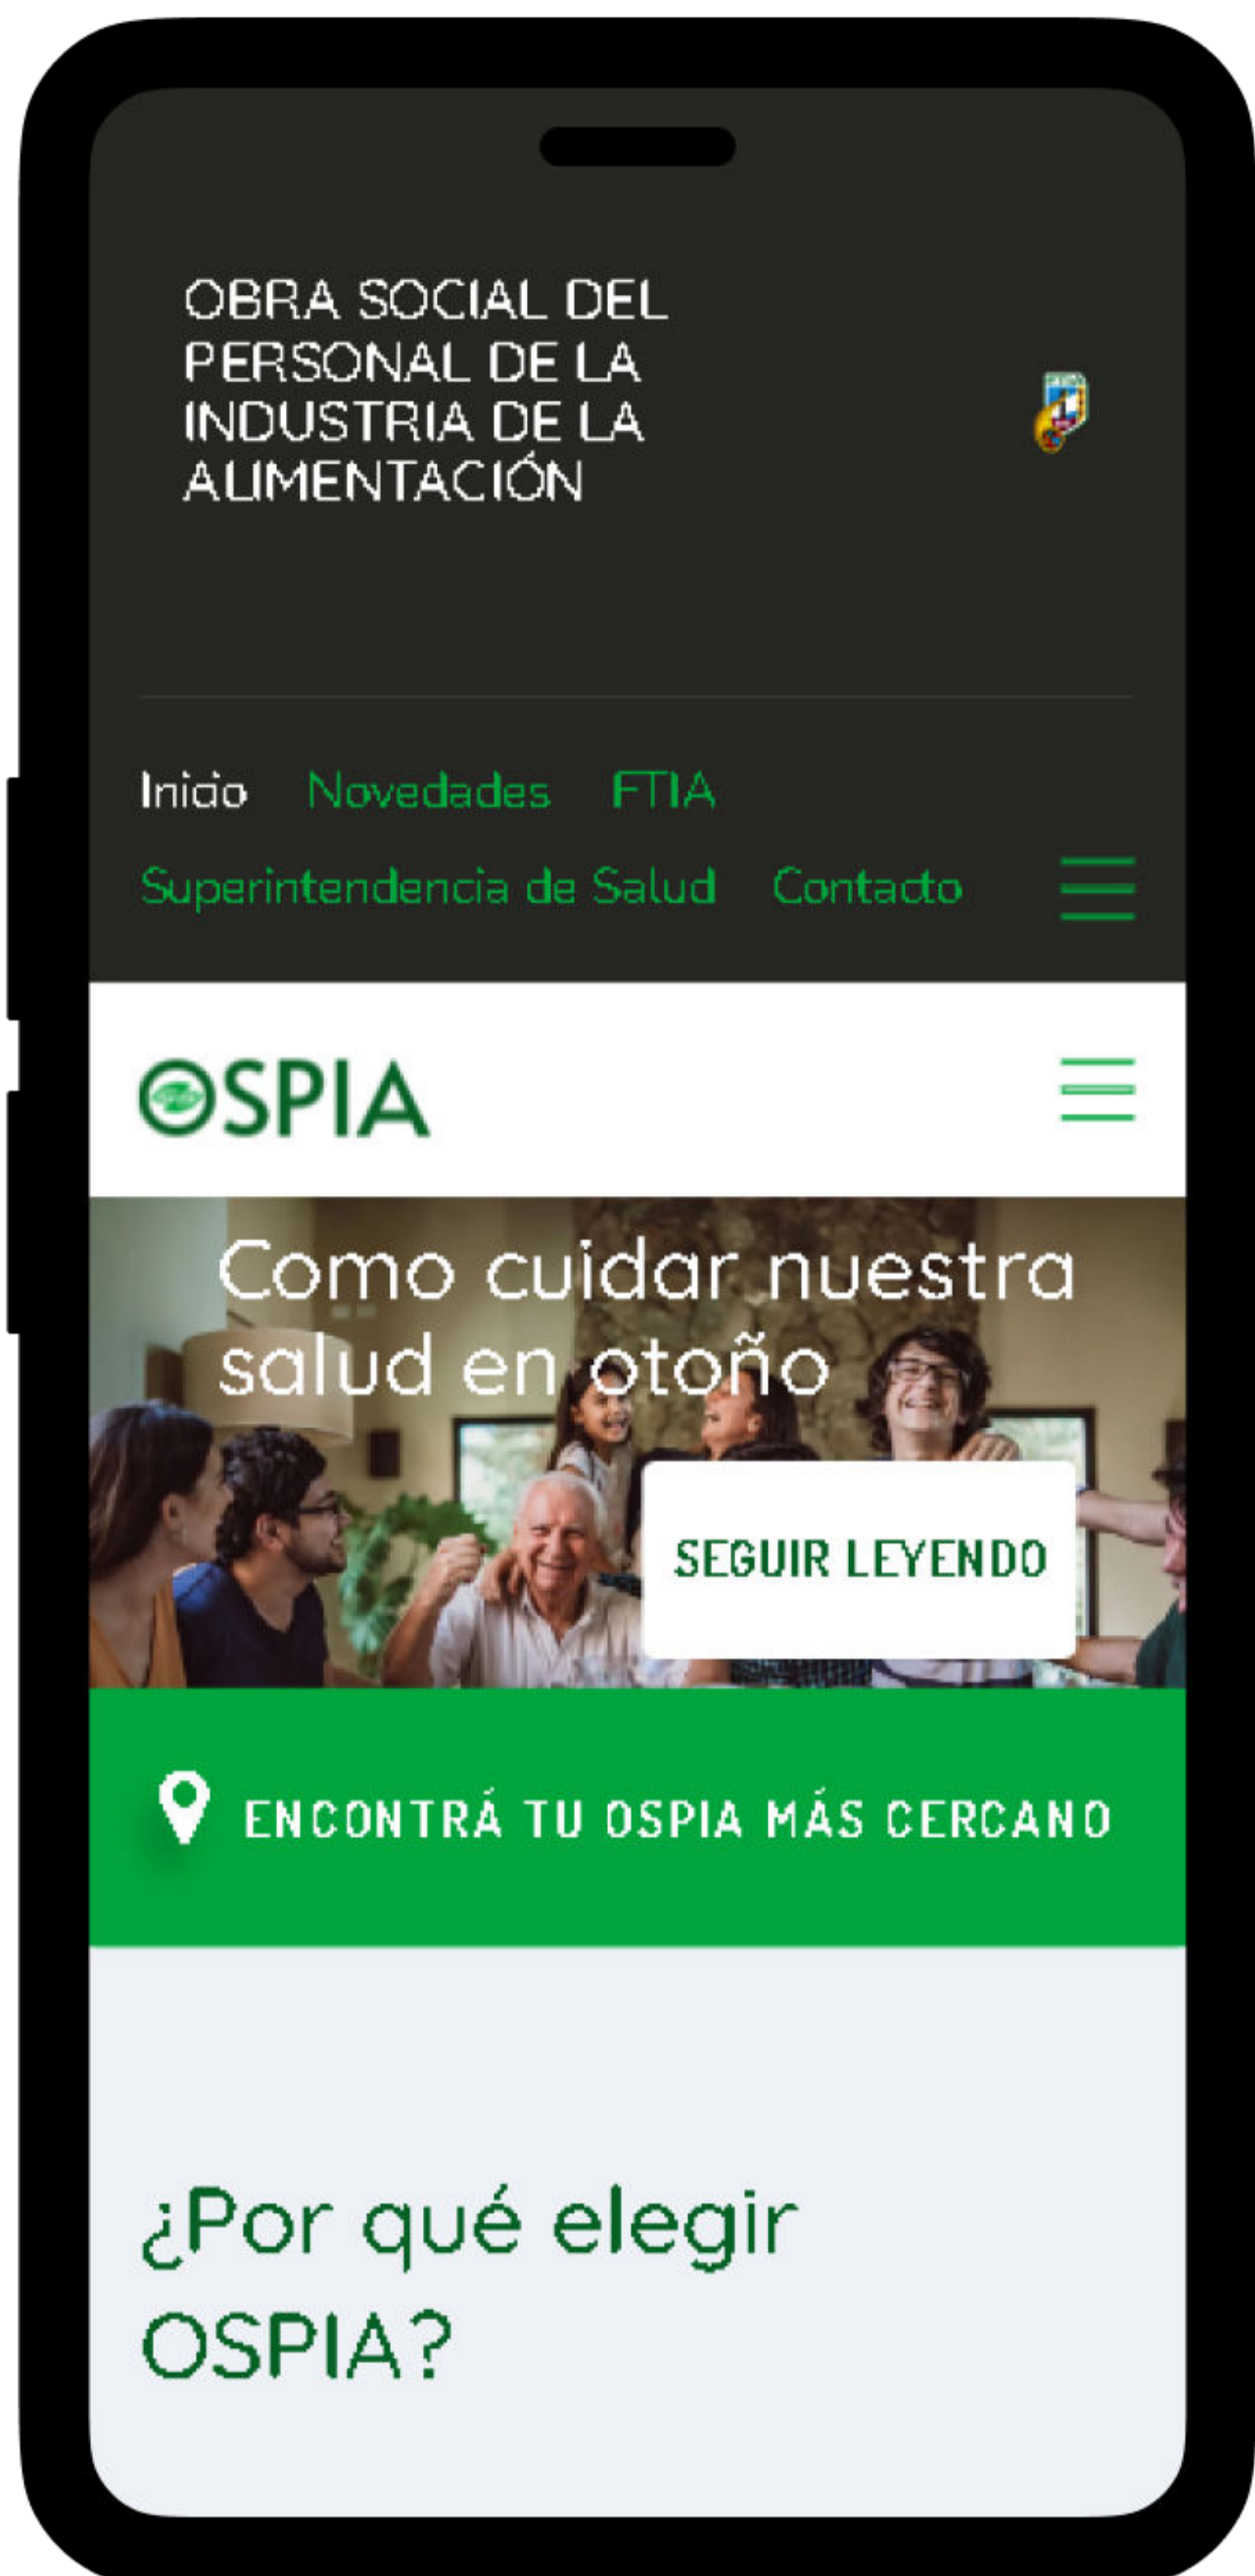 OBRA SOCIAL DEL
PERSONAL DE LA
INDUSTRIA DE LA
ALIMENTACIÓN
Inicio Novedades FTIA
Superintendencia de Salud Contacto
OSPIA
Como cuidar nuestra
salud en otoño
SEGUIR LEYENDO
ENCONTRÁ TU OSPIA MÁS CERCANO
¿Por qué elegir
OSPIA?